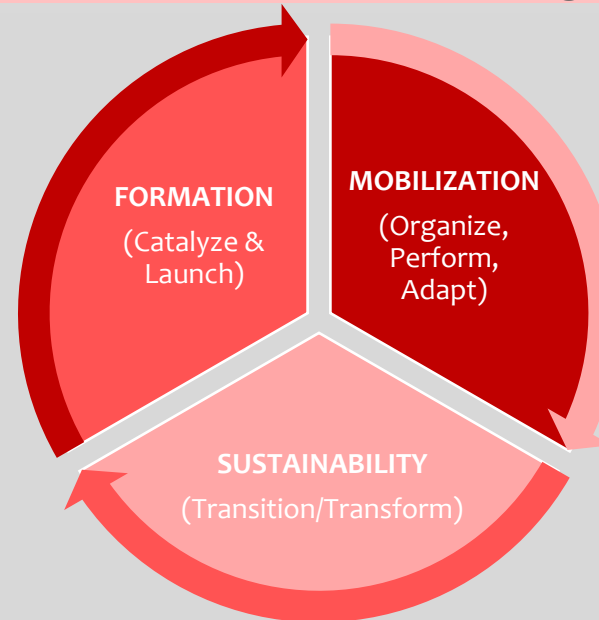 FORMATION
(Catalyze &
Launch)
MOBILIZATION
(Organize,
Perform,
Adapt)
SUSTAINABILITY
(Transition/Transform)